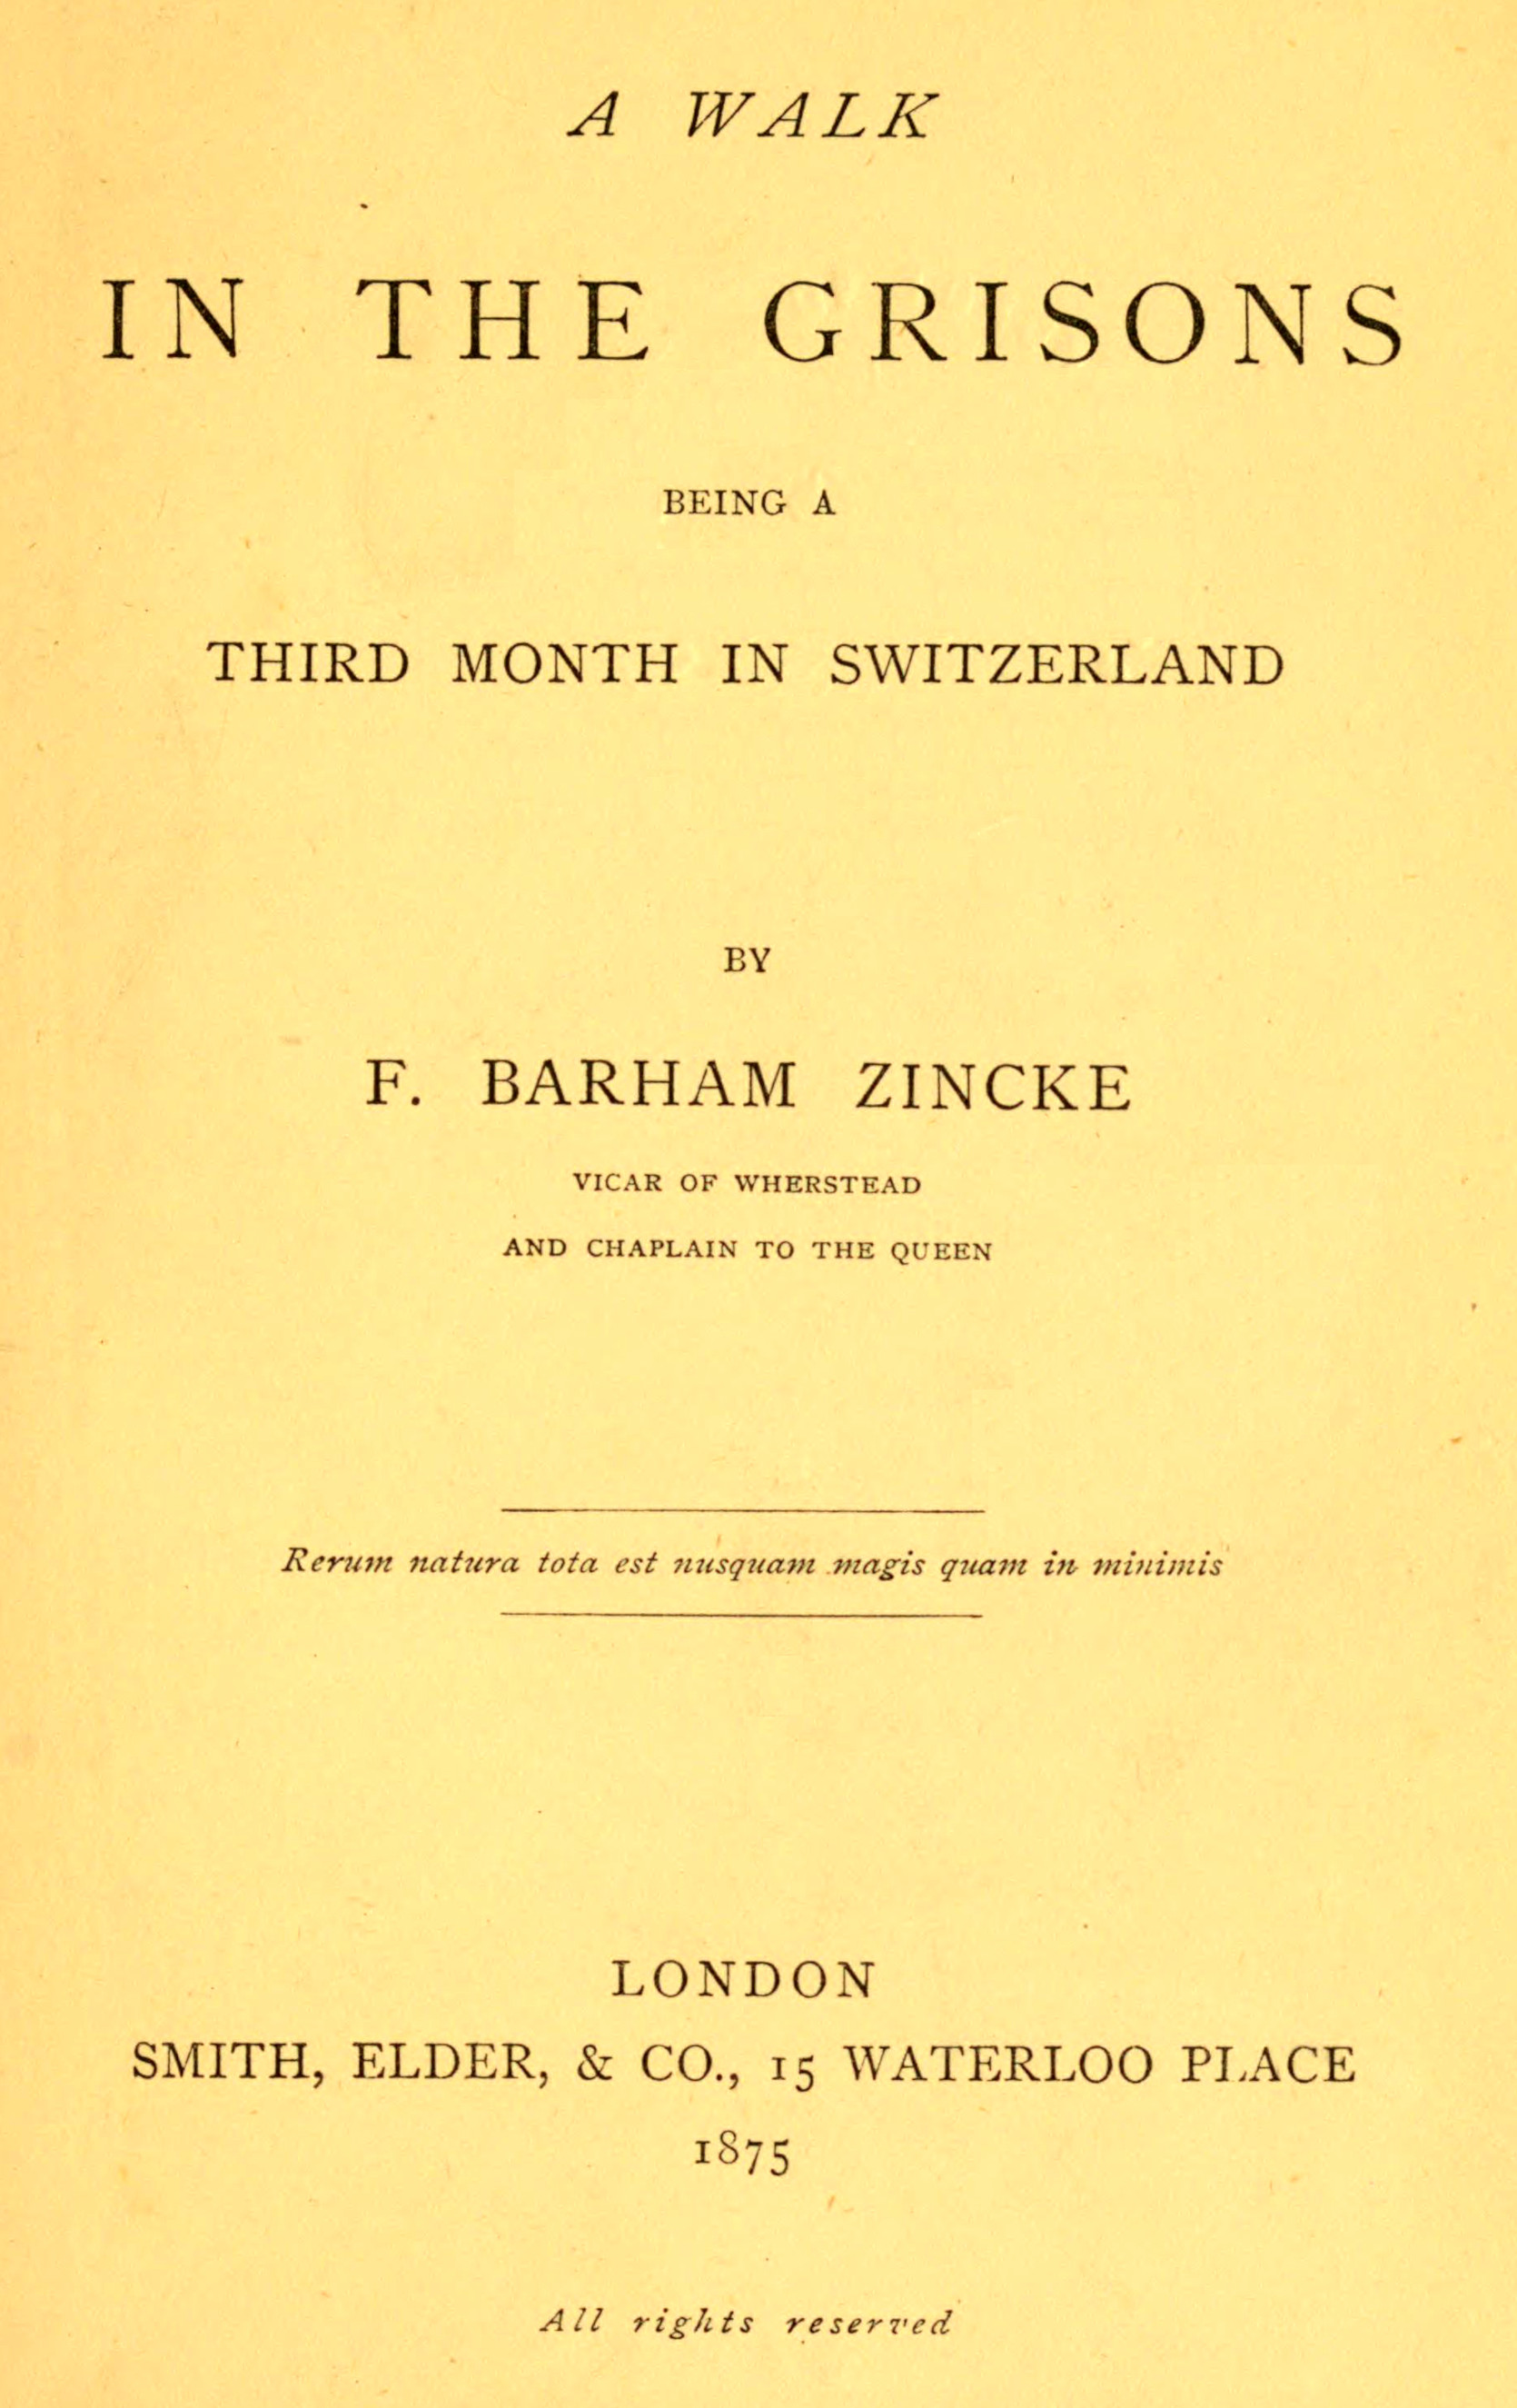 A WALK
IN THE GRISONS
BEING A
THIRD MONTH IN SWITZERLAND
BY
F. BARHAM ZINCKE
VICAR OF WHERSTEAD
AND CHAPLAIN TO THE QUEEN
Rerum natura tota est nusquam magis quam in minimis
LONDON
SMITH, ELDER, & CO., 15 WATERLOO PLACE
1875
All rights reserved